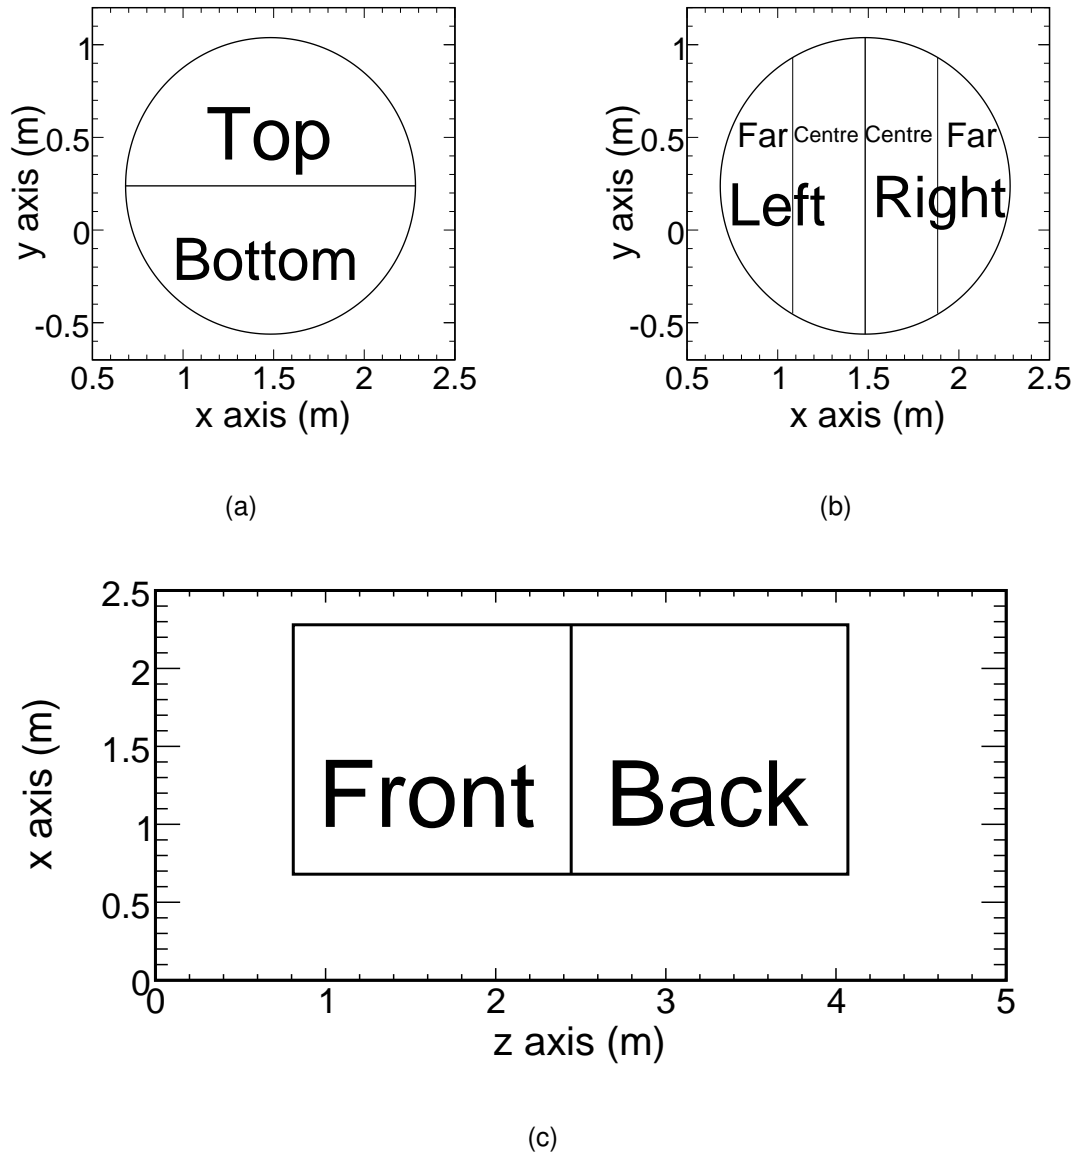 1
0.5
0
-0.5
y axis (m)
Top
Bottom
0.5 1 1.5 2 2.5
x axis (m)
(a)
1
0.5
0
-0.5
y axis (m)
Far Centre Centre Far
Left Right
0.5 1 1.5 2 2.5
x axis (m)
(b)
2.5
2
1.5
1
0.5
0
x axis (m)
Front Back
0 1 2 3 4 5
z axis (m)
(c)